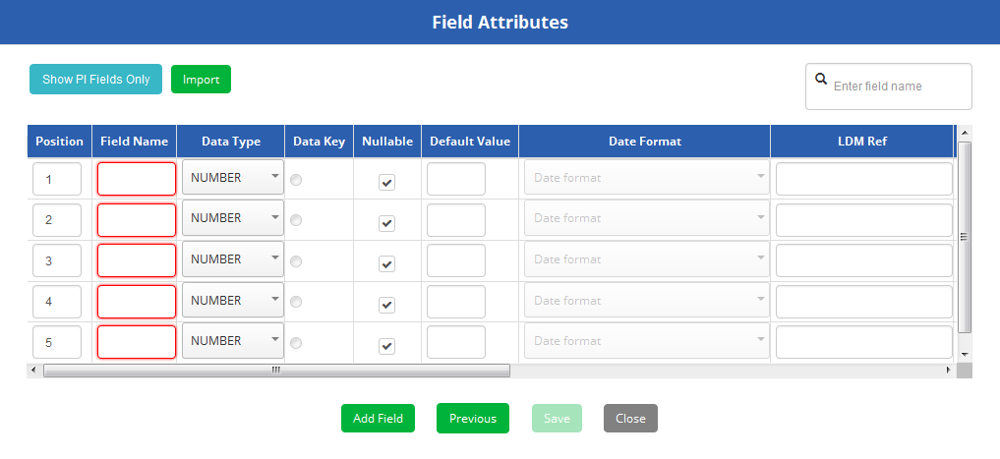 Field Attributes
Show PI Fields Only Import Enter field name
Position Field Name Data Type Data Key Nullable Default Value Date Format LDM Ref
1 NUMBER Date format
2 NUMBER Date format
3 NUMBER Date format
4 NUMBER Date format
5 NUMBER Date format
Add Field Previous Save Close